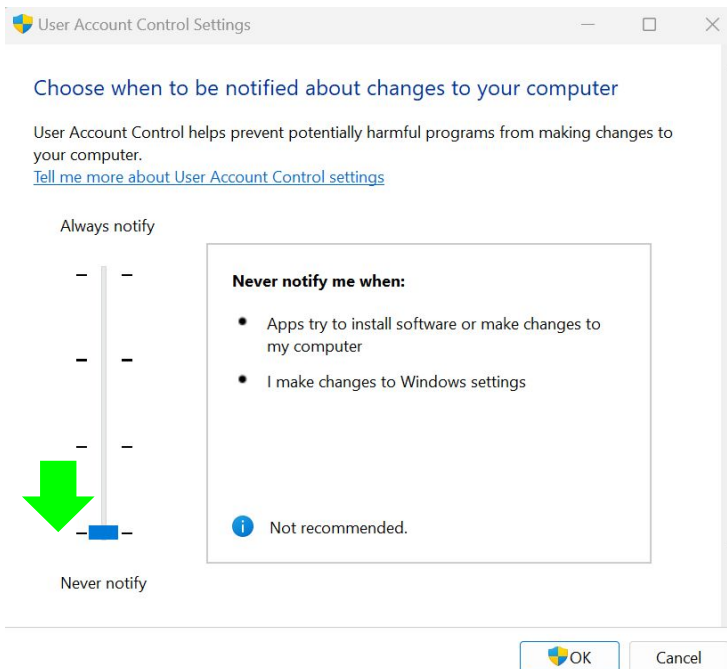 User Account Control Settings
Choose when to be notified about changes to your computer
User Account Control helps prevent potentially harmful programs from making changes to
your computer.
Tell me more about User Account Control settings
Always notify
Never notify me when:
Apps try to install software or make changes to
my computer
I make changes to Windows settings
Not recommended.
Never notify
OK
Cancel